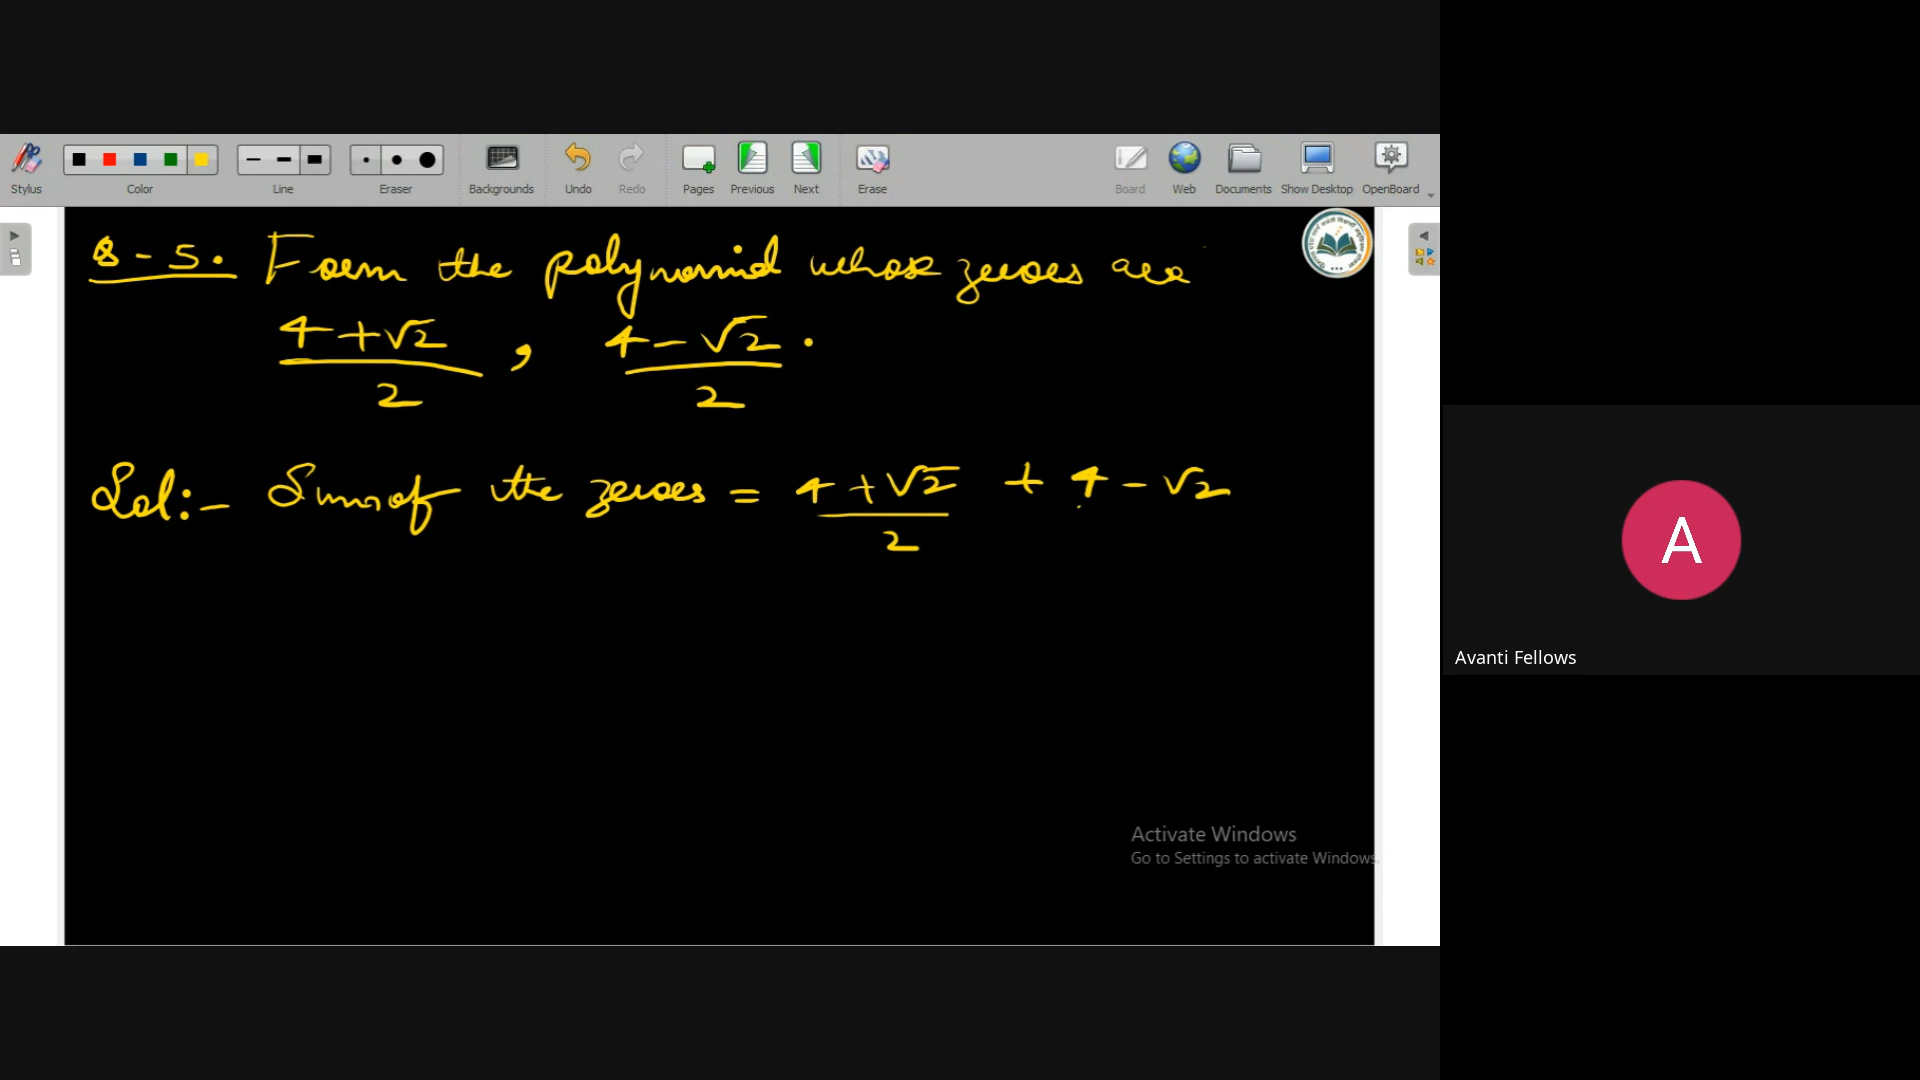 Stylus Color Line Eraser Backgrounds Undo Redo Pages Previous Next Erase Board Web Documents Show Desktop OpenBoard
Q - 5. Form the polynomial whose zeroes are
4+√2/2 , 4-√2/2 .
Sol:- Sum of the zeroes = 4+√2/2 + 4-√2
Activate Windows
Go to Settings to activate Windows.
A
Avanti Fellows